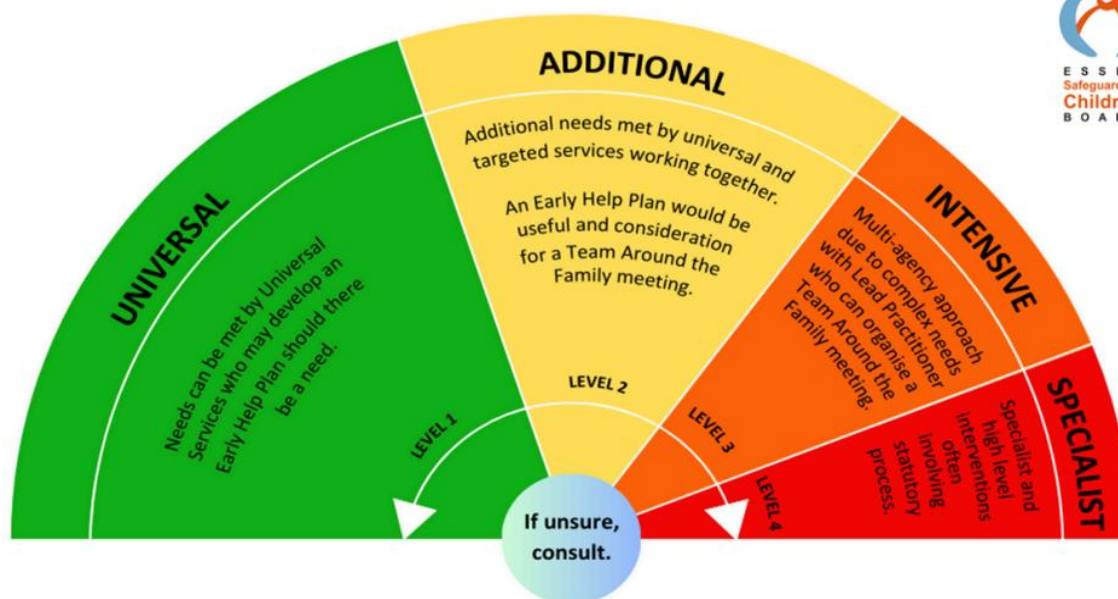 UNIVERSAL
Needs can be met by Universal
Services who may develop an
Early Help Plan should there
be a need.
LEVEL 1
ADDITIONAL
Additional needs met by universal and
targeted services working together.
An Early Help Plan would be
useful and consideration
for a Team Around the
Family meeting.
LEVEL 2
INTENSIVE
Multi-agency approach
due to complex needs
with Lead Practitioner
who can organise a
Team Around the
Family meeting.
LEVEL 3
SPECIALIST
Specialist and
high level
interventions
often
involving
statutory
process.
LEVEL 4
If unsure,
consult.